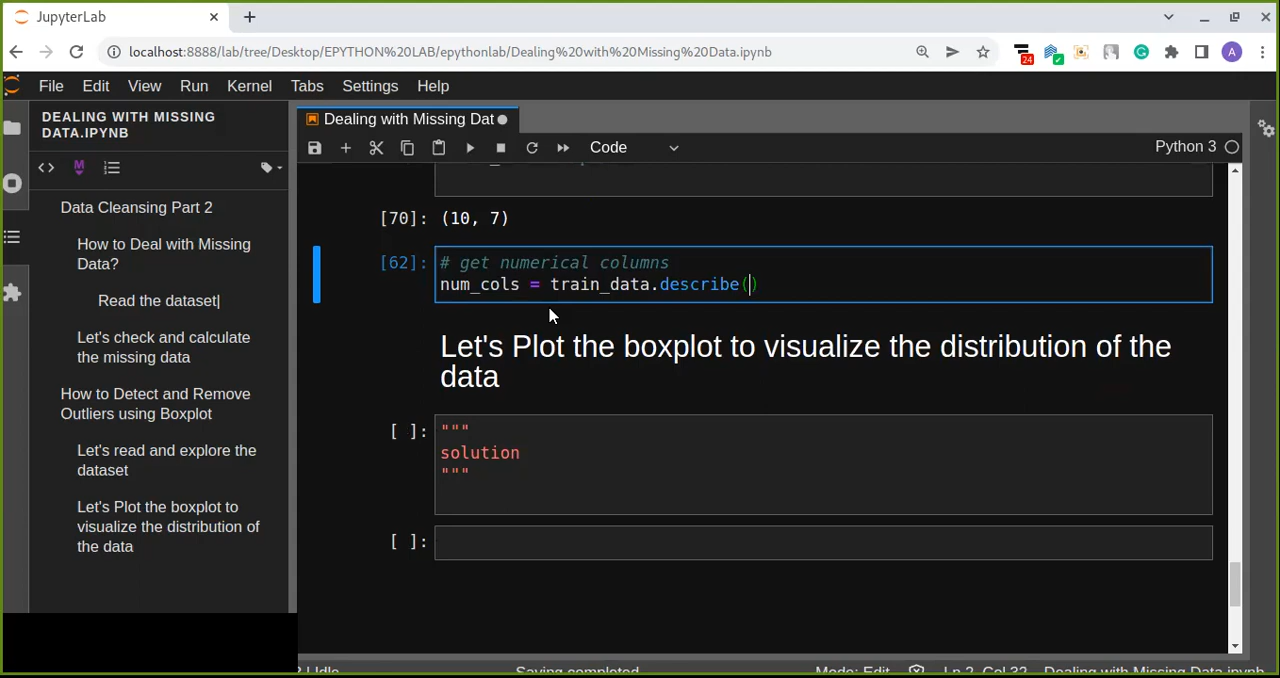 JupyterLab
localhost:8888/lab/tree/Desktop/EPYTHON%20LAB/epythonlab/Dealing%20with%20Missing%20Data.ipynb
24
A
File Edit View Run Kernel Tabs Settings Help
DEALING WITH MISSING
DATA.IPYNB
Dealing with Missing Dat
Code
Python 3
M
Data Cleansing Part 2
How to Deal with Missing
Data?
Read the dataset|
Let's check and calculate
the missing data
How to Detect and Remove
Outliers using Boxplot
Let's read and explore the
dataset
Let's Plot the boxplot to
visualize the distribution of
the data
[70]: (10, 7)
[62]: # get numerical columns
num_cols = train_data.describe()
Let's Plot the boxplot to visualize the distribution of the
data
[ ]: """
solution
"""
[ ]:
Idle Saving completed Mode: Edit Ln 2, Col 32 Dealing with Missing Data.ipynb